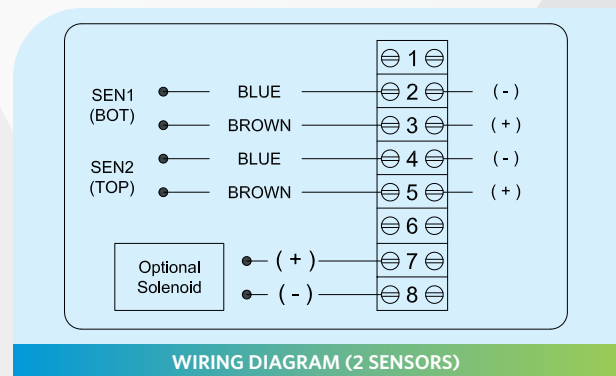 1
SEN1 BLUE 2 (-)
(BOT) BROWN 3 (+)
SEN2 BLUE 4 (-)
(TOP) BROWN 5 (+)
6
Optional (+) 7
Solenoid (-) 8
WIRING DIAGRAM (2 SENSORS)